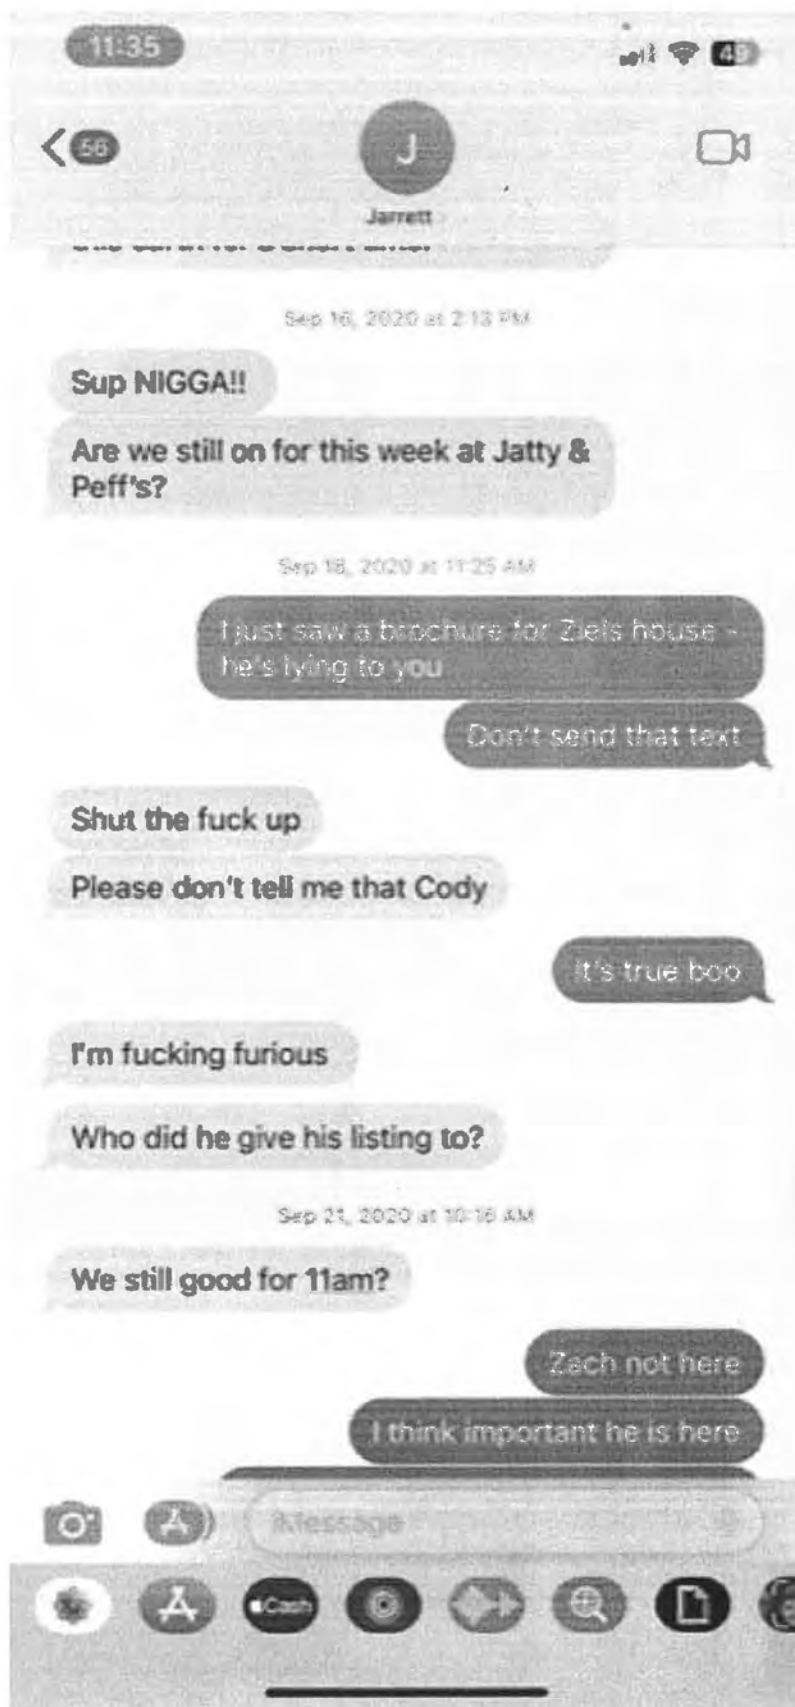 11:35
49
56
J
Jarrett
Sep 16, 2020 at 2:13 PM
Sup NIGGA!!
Are we still on for this week at Jatty &
Peff's?
Sep 18, 2020 at 11:25 AM
I just saw a brochure for Ziels house -
he's lying to you
Don't send that text
Shut the fuck up
Please don't tell me that Cody
It's true boo
I'm fucking furious
Who did he give his listing to?
Sep 21, 2020 at 10:16 AM
We still good for 11am?
Zach not here
I think important he is here
iMessage
Cash